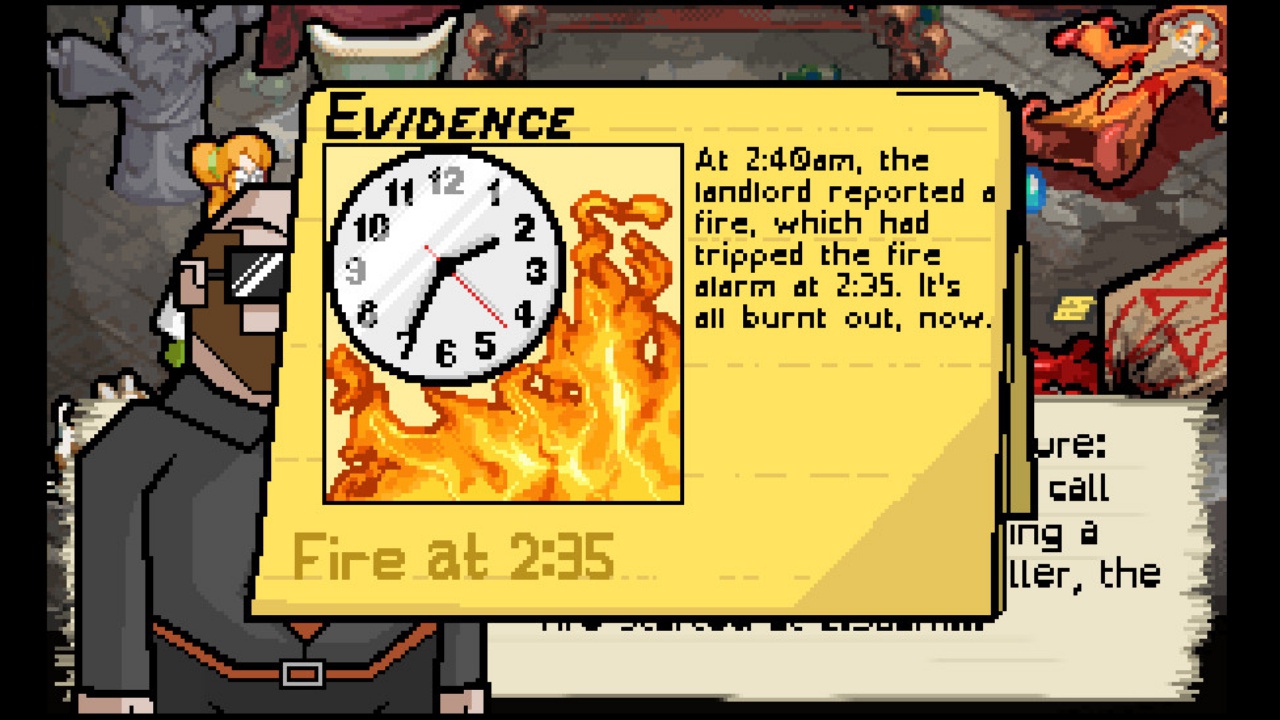 EVIDENCE
At 2:40am, the
landlord reported a
fire, which had
tripped the fire
alarm at 2:35. It's
all burnt out, now.
11 12 1
10 2
9 3
8 4
7 6 5
Fire at 2:35
ure:
call
ing a
ller, the